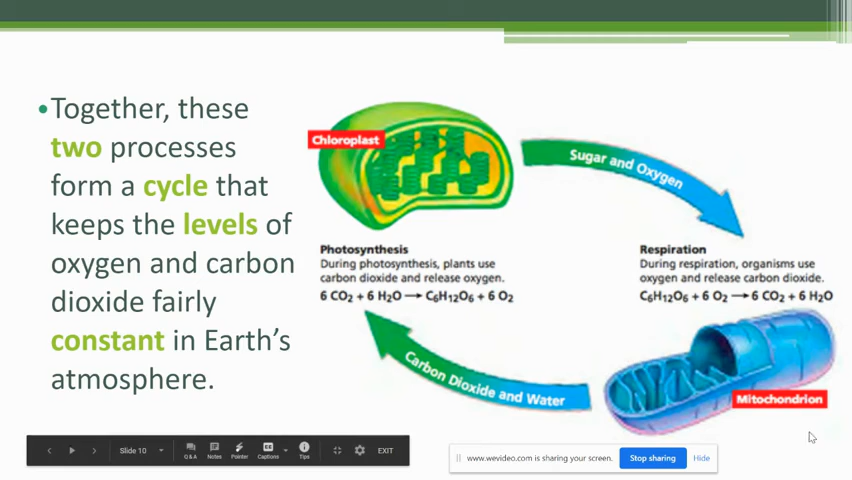 •Together, these
two processes
form a cycle that
keeps the levels of
oxygen and carbon
dioxide fairly
constant in Earth's
atmosphere.
Chloroplast
Sugar and Oxygen
Photosynthesis
During photosynthesis, plants use
carbon dioxide and release oxygen.
6 CO₂ + 6 H₂O → C₆H₁₂O₆ + 6 O₂
Respiration
During respiration, organisms use
oxygen and release carbon dioxide.
C₆H₁₂O₆ + 6 O₂ → 6 CO₂ + 6 H₂O
Carbon Dioxide and Water
Mitochondrion
Slide 10
Q & A
Notes
Pointer
Captions
Tips
EXIT
www.wevideo.com is sharing your screen.
Stop sharing
Hide